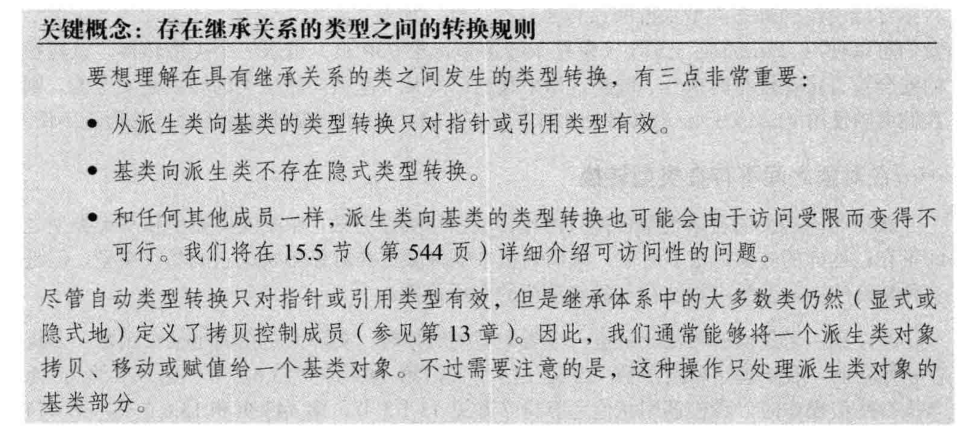 关键概念：存在继承关系的类型之间的转换规则
要想理解在具有继承关系的类之间发生的类型转换，有三点非常重要：
• 从派生类向基类的类型转换只对指针或引用类型有效。
• 基类向派生类不存在隐式类型转换。
• 和任何其他成员一样，派生类向基类的类型转换也可能会由于访问受限而变得不
可行。我们将在 15.5 节（第 544 页）详细介绍可访问性的问题。
尽管自动类型转换只对指针或引用类型有效，但是继承体系中的大多数类仍然（显式或
隐式地）定义了拷贝控制成员（参见第 13 章）。因此，我们通常能够将一个派生类对象
拷贝、移动或赋值给一个基类对象。不过需要注意的是，这种操作只处理派生类对象的
基类部分。